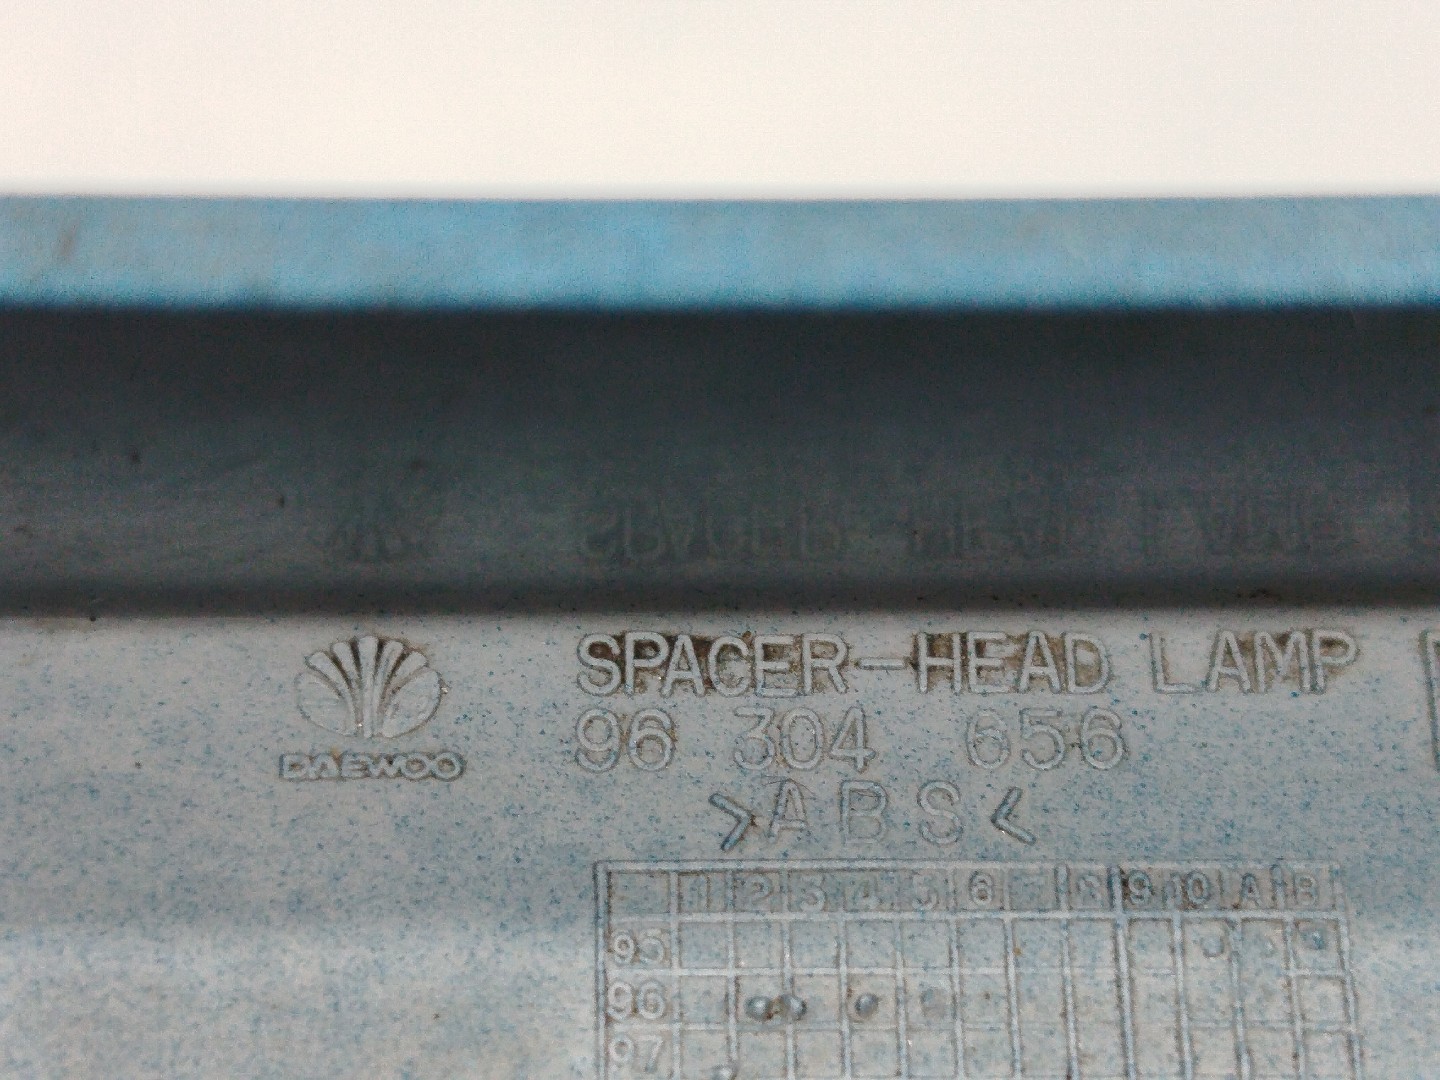 DAEWOO
SPACER-HEAD LAMP
96 304 656
>ABS<
1 2 3 4 5 6 7 8 9 0 A B
95
96
97